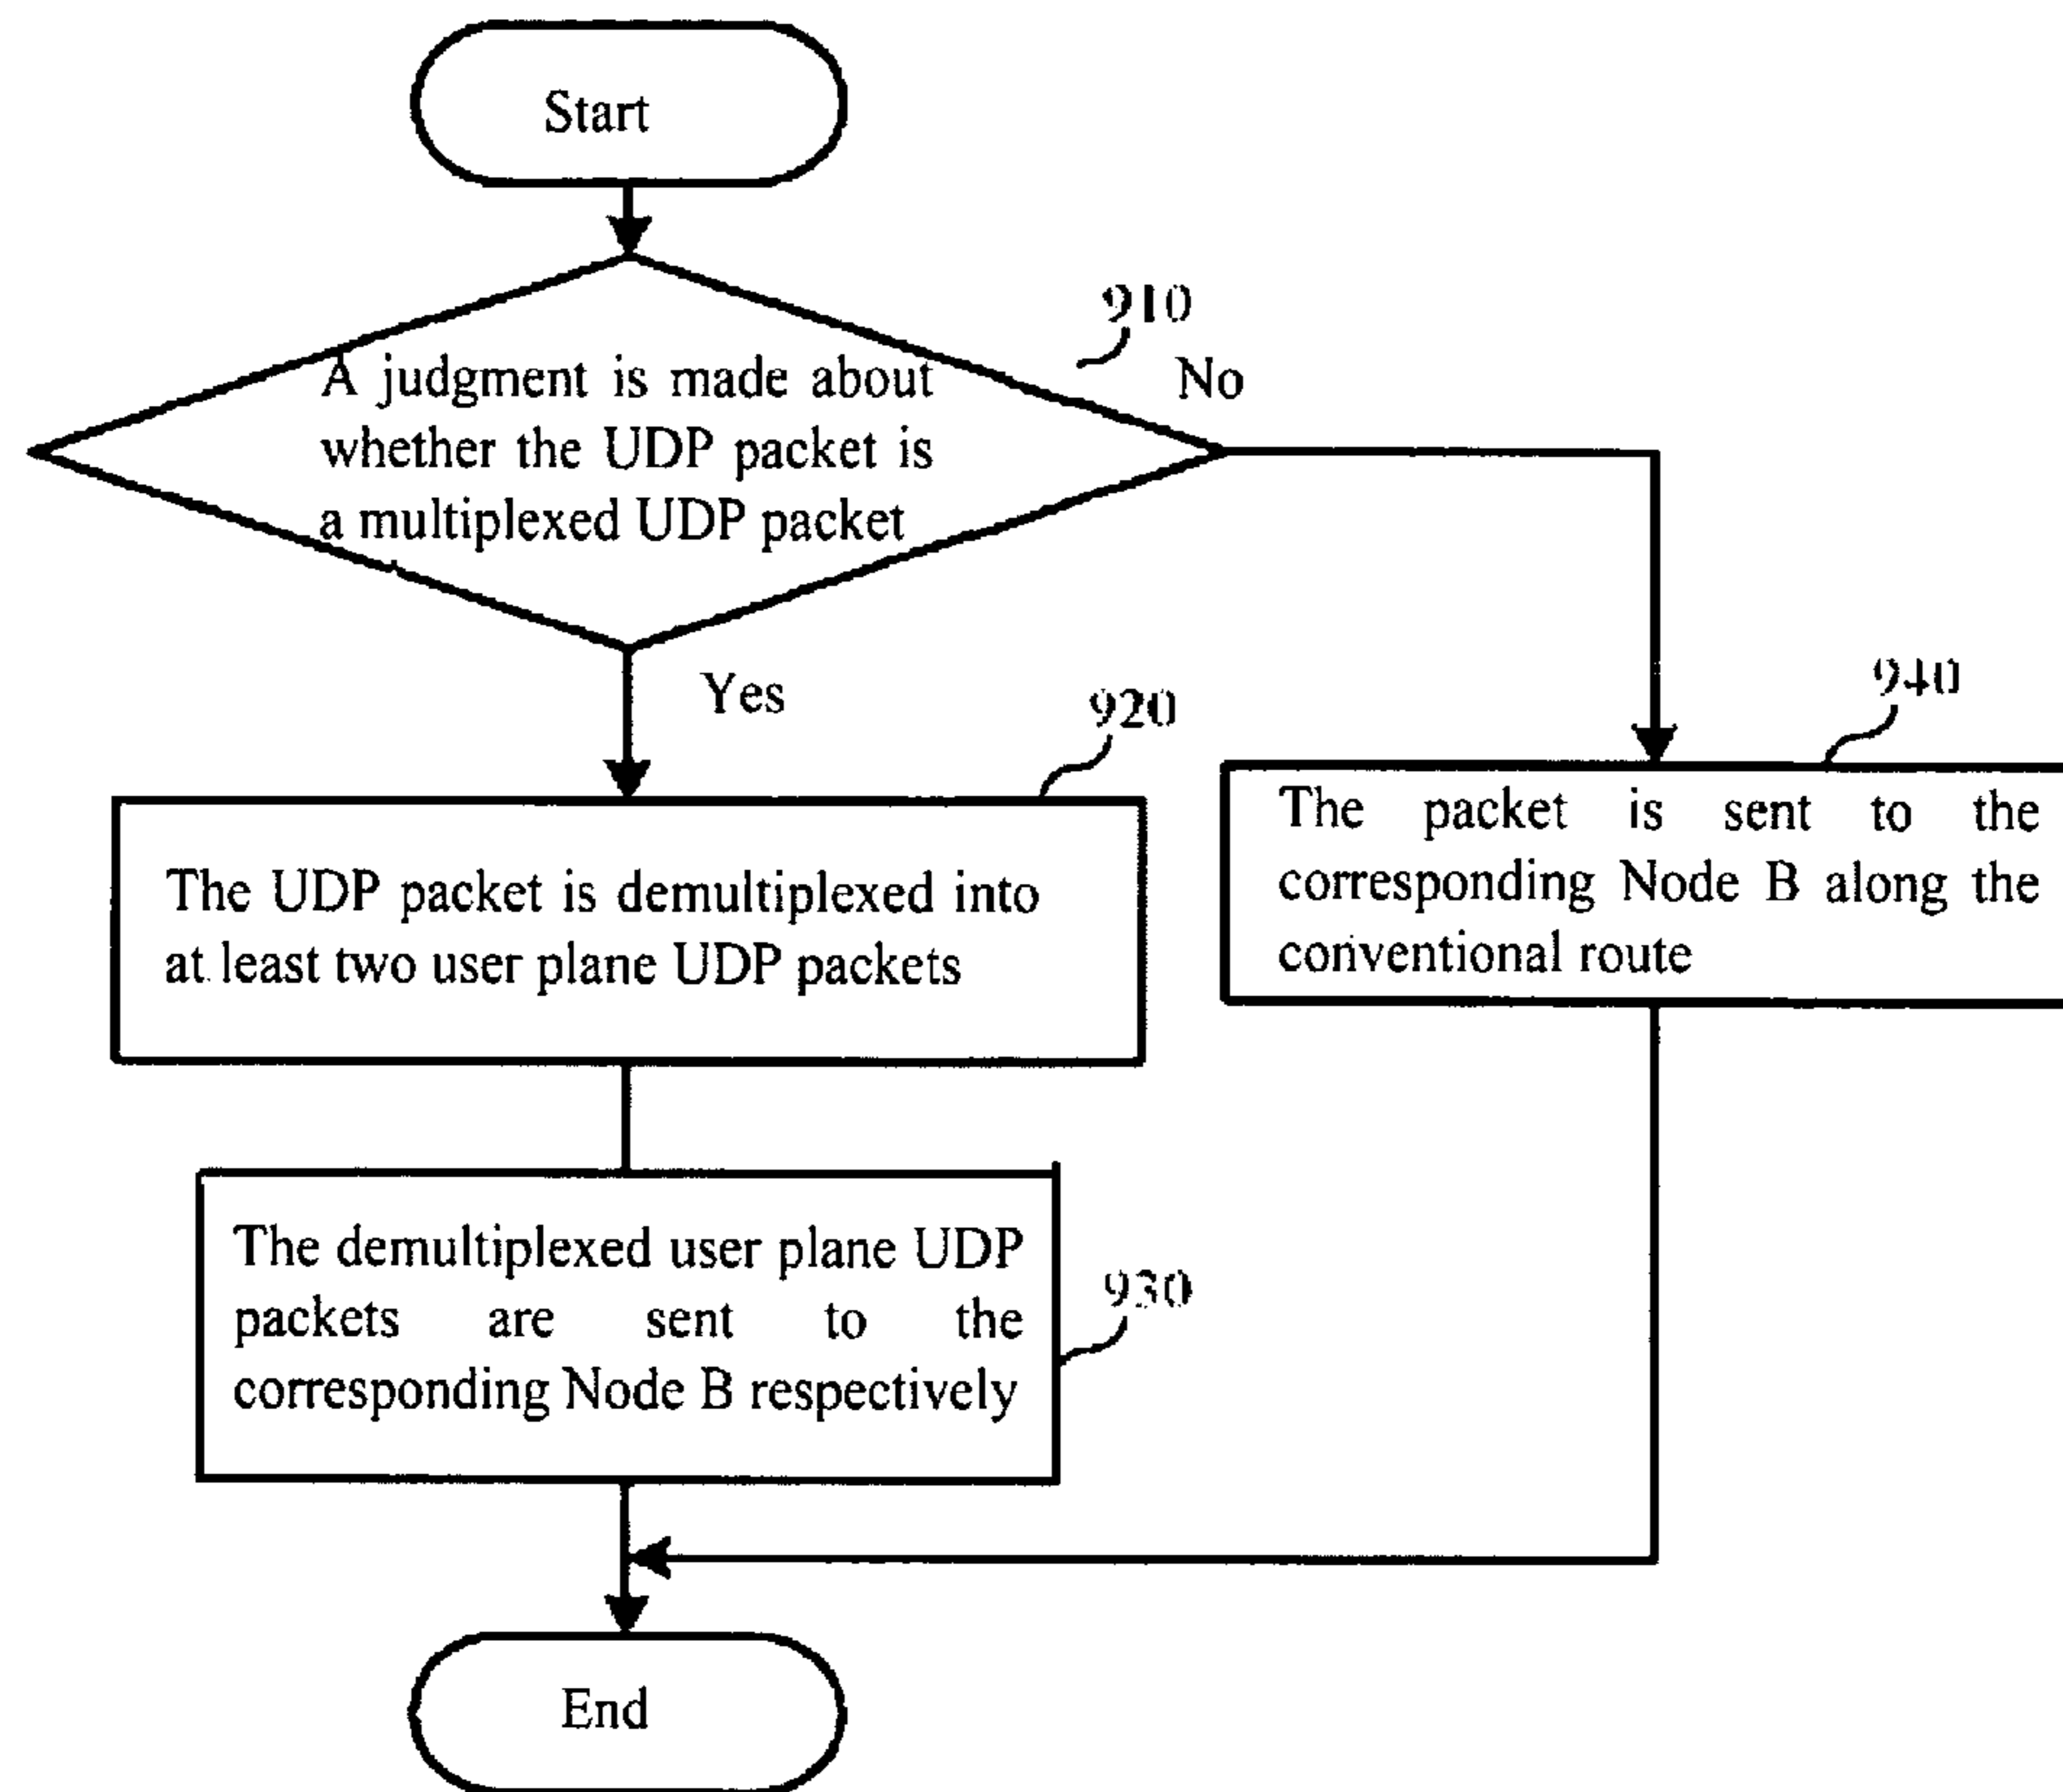 Start
910
A judgment is made about
No
whether the UDP packet is
a multiplexed UDP packet
Yes
920
940
The UDP packet is demultiplexed into
at least two user plane UDP packets
The packet is sent to the
corresponding Node B along the
conventional route
The demultiplexed user plane UDP
packets are sent to the
corresponding Node B respectively
930
End